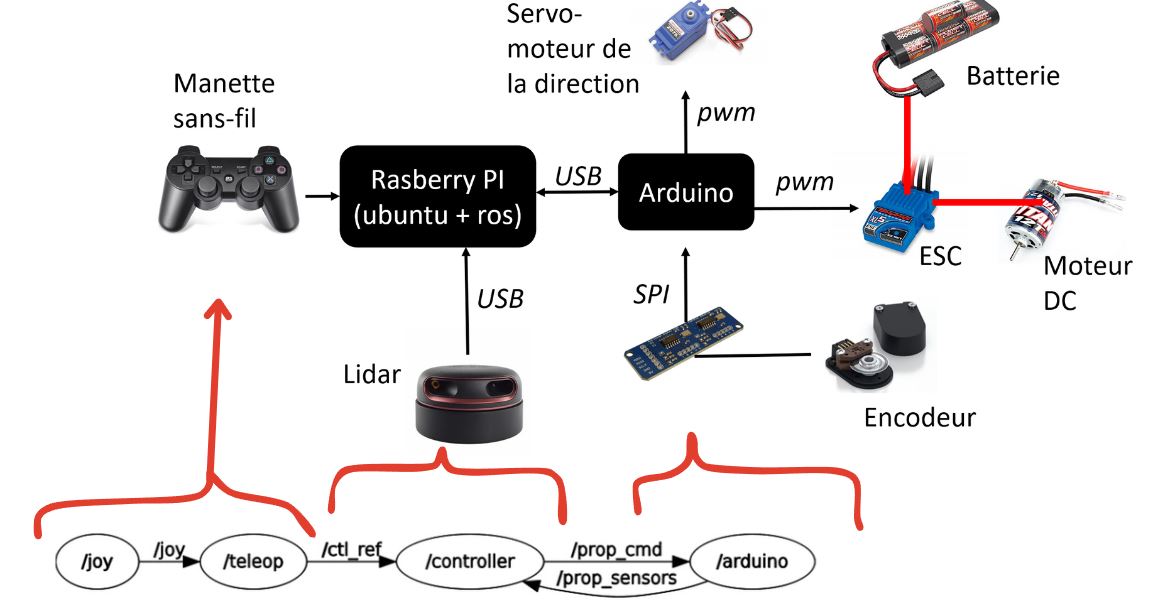 Servo-
moteur de
la direction
Manette
sans-fil
pwm
Batterie
Rasberry PI
(ubuntu + ros)
USB
Arduino
pwm
ESC
Moteur
DC
USB
SPI
Lidar
Encodeur
/joy
/joy
/teleop
/ctl_ref
/controller
/prop_cmd
/prop_sensors
/arduino